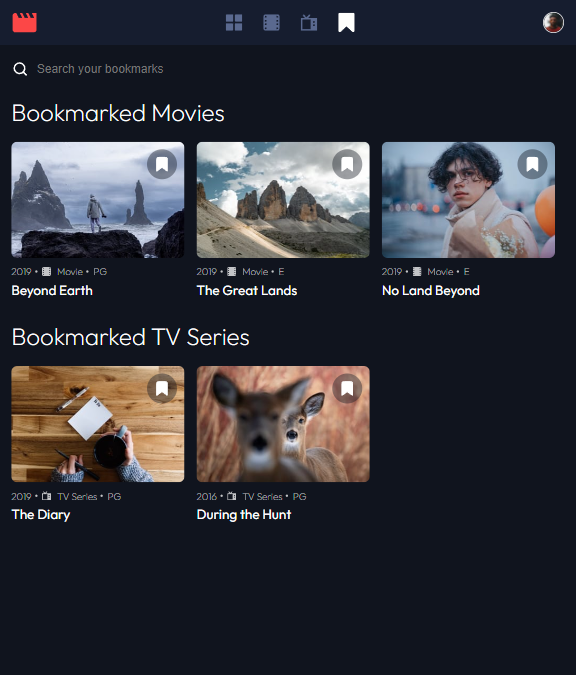 Search your bookmarks
Bookmarked Movies
2019 • Movie • PG
Beyond Earth
2019 • Movie • E
The Great Lands
2019 • Movie • E
No Land Beyond
Bookmarked TV Series
2019 • TV Series • PG
The Diary
2016 • TV Series • PG
During the Hunt